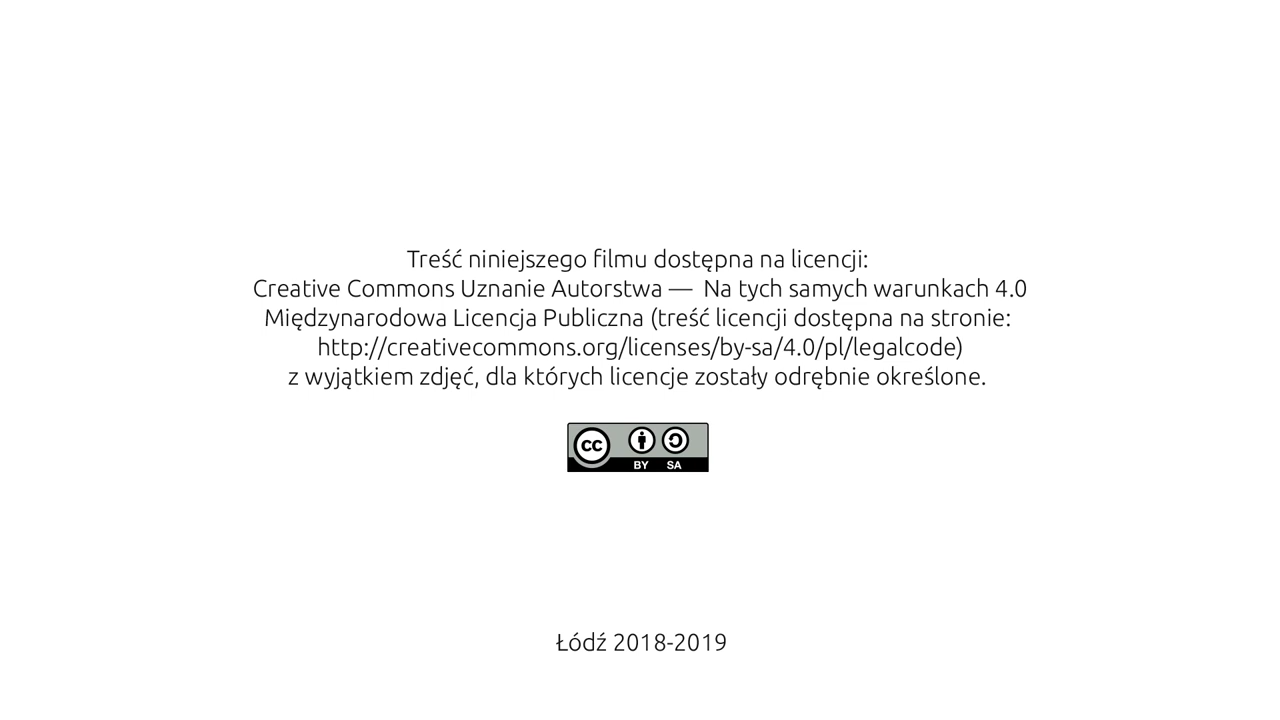 Treść niniejszego filmu dostępna na licencji:
Creative Commons Uznanie Autorstwa — Na tych samych warunkach 4.0
Międzynarodowa Licencja Publiczna (treść licencji dostępna na stronie:
http://creativecommons.org/licenses/by-sa/4.0/pl/legalcode)
z wyjątkiem zdjęć, dla których licencje zostały odrębnie określone.
cc
BY SA
Łódź 2018-2019